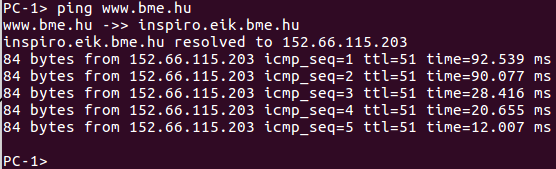 PC-1> ping www.bme.hu
www.bme.hu ->> inspiro.eik.bme.hu
inspiro.eik.bme.hu resolved to 152.66.115.203
84 bytes from 152.66.115.203 icmp_seq=1 ttl=51 time=92.539 ms
84 bytes from 152.66.115.203 icmp_seq=2 ttl=51 time=90.077 ms
84 bytes from 152.66.115.203 icmp_seq=3 ttl=51 time=28.416 ms
84 bytes from 152.66.115.203 icmp_seq=4 ttl=51 time=20.655 ms
84 bytes from 152.66.115.203 icmp_seq=5 ttl=51 time=12.007 ms
PC-1>